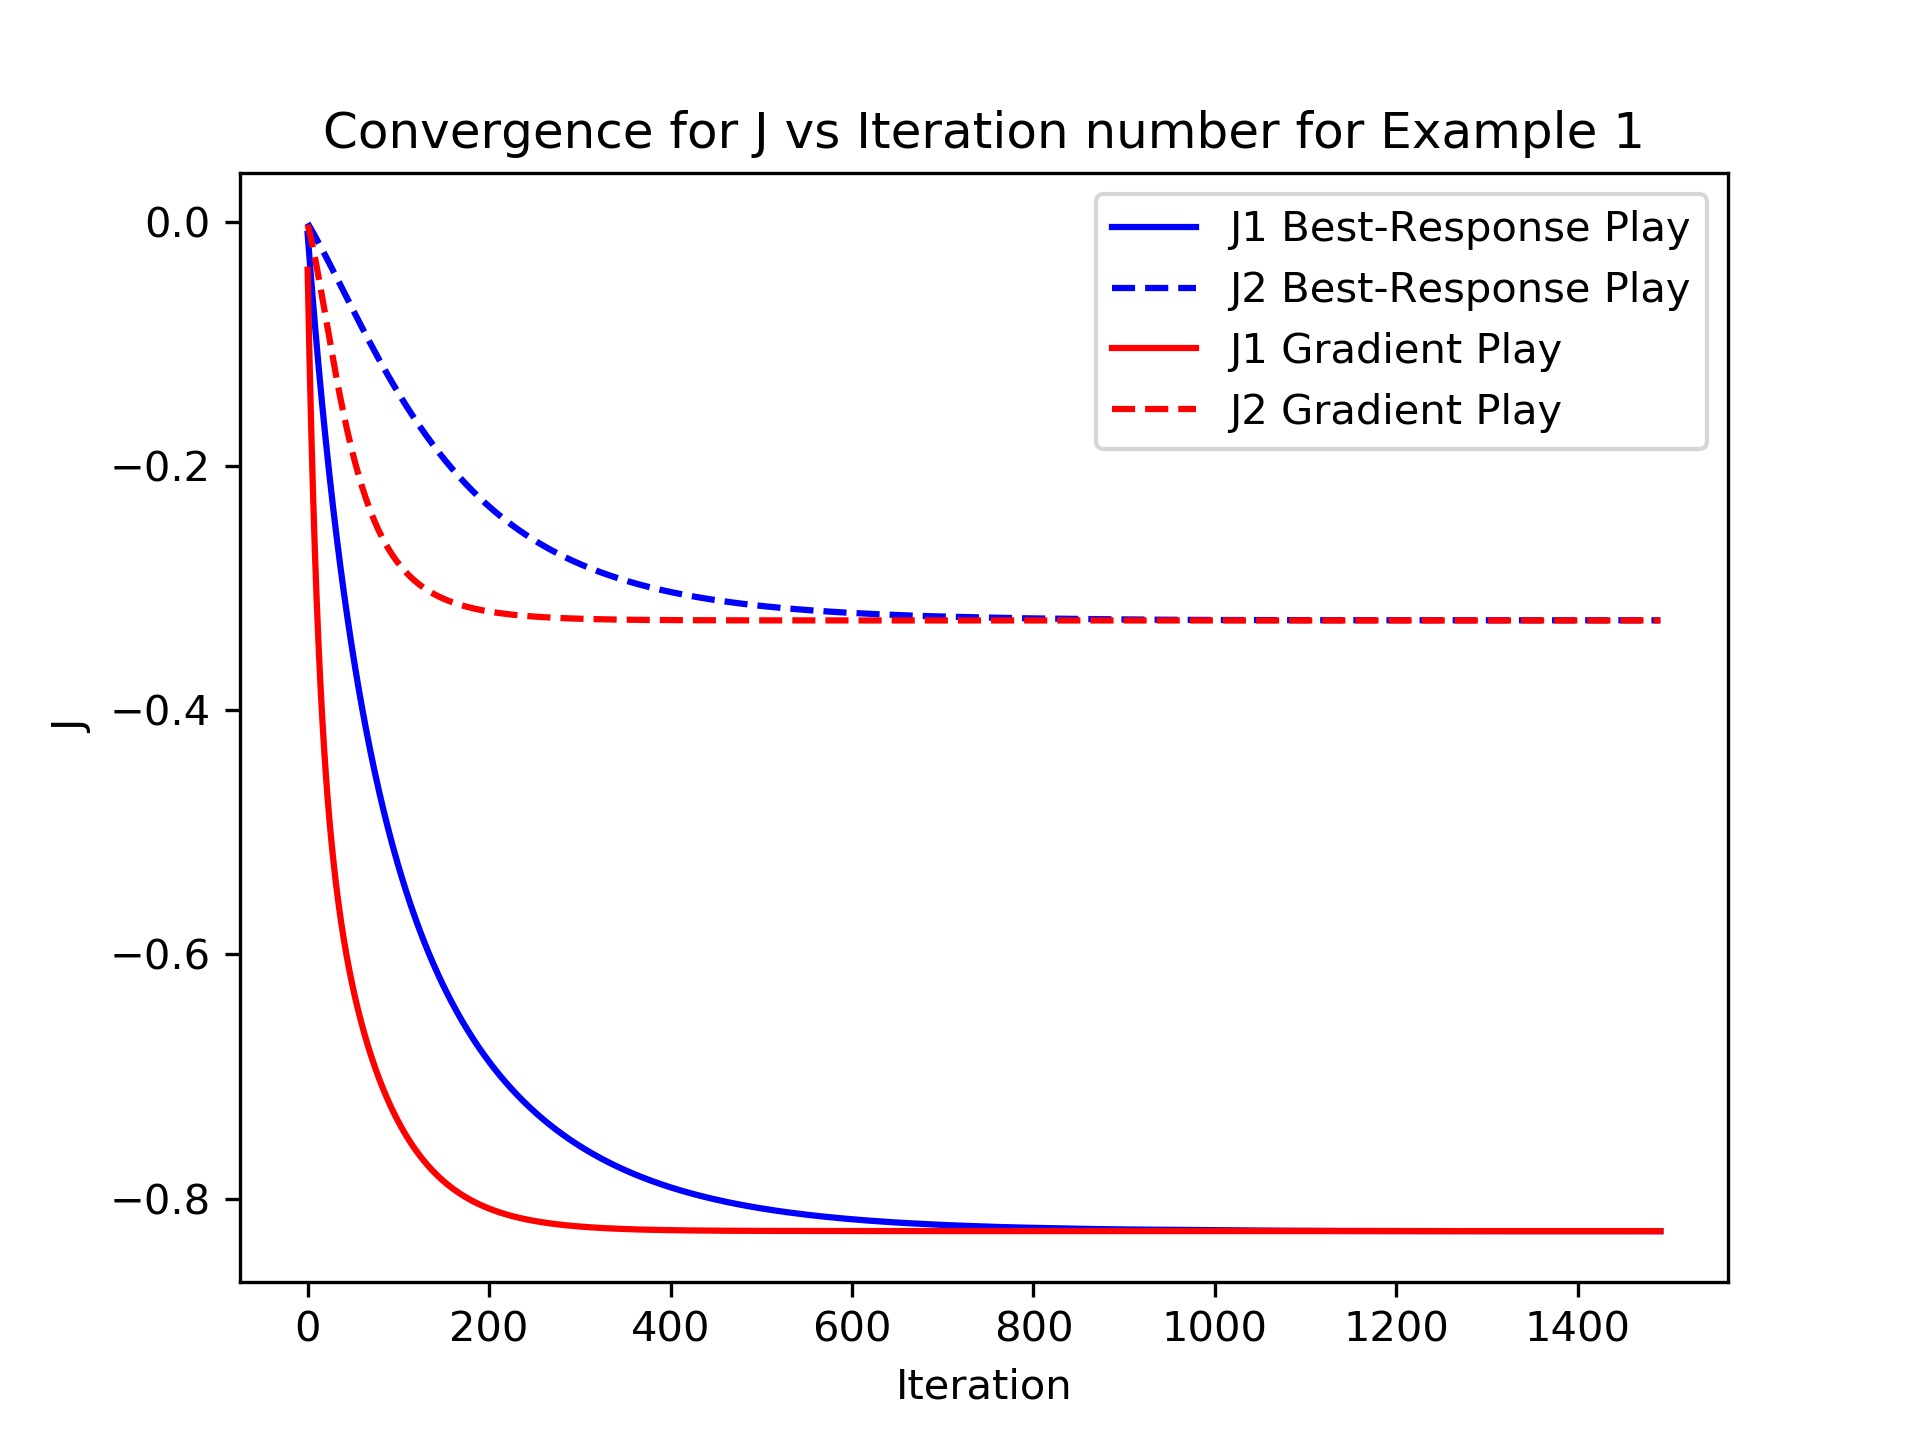 Convergence for J vs Iteration number for Example 1
J1 Best-Response Play
J2 Best-Response Play
J1 Gradient Play
J2 Gradient Play
0.0
−0.2
−0.4
−0.6
−0.8
J
0 200 400 600 800 1000 1200 1400
Iteration